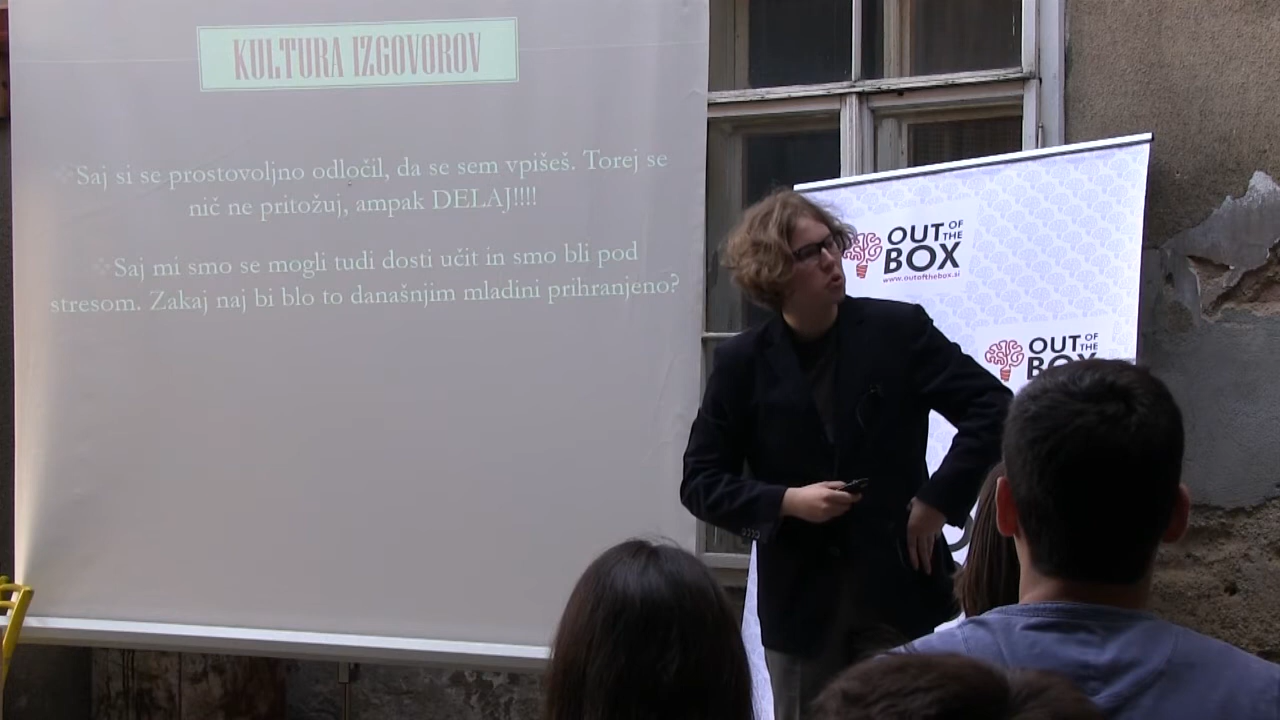 KULTURA IZGOVOROV
Saj si se prostovoljno odločil, da se sem vpišeš. Torej se
nič ne pritožuj, ampak DELAJ!!!!
Saj mi smo se mogli tudi dosti učit in smo bli pod
stresom. Zakaj naj bi blo to današnjim mladini prihranjeno?
OUT OF THE
BOX
www.outofthebox.si
OUT OF THE
BOX